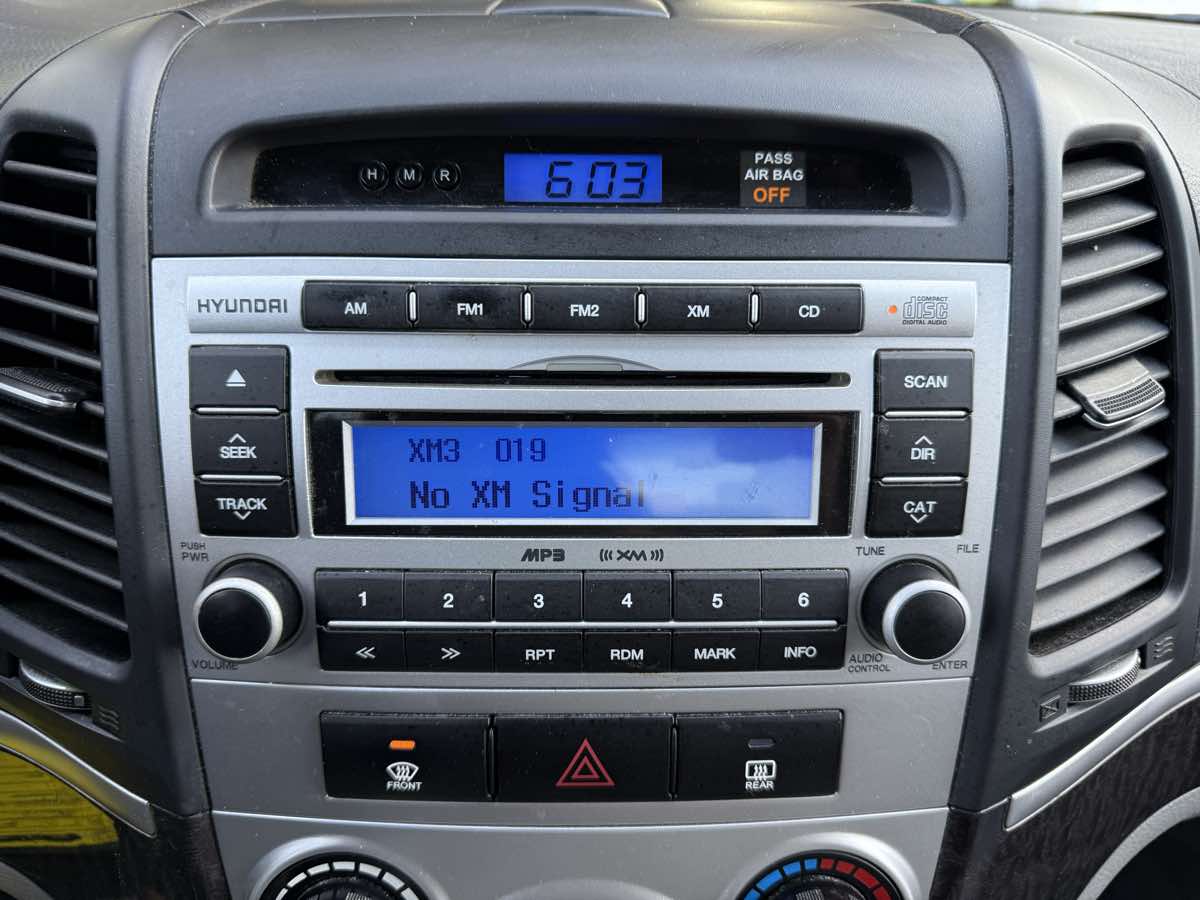 H M R
603
PASS
AIR BAG
OFF
HYUNDAI
AM
FM1
FM2
XM
CD
COMPACT
disc
DIGITAL AUDIO
SEEK
TRACK
SCAN
DIR
CAT
XM3 019
No XM Signal
PUSH
PWR
VOLUME
MP3
((( XM )))
TUNE
FILE
AUDIO
CONTROL
ENTER
1 2 3 4 5 6
<< >> RPT RDM MARK INFO
FRONT
REAR